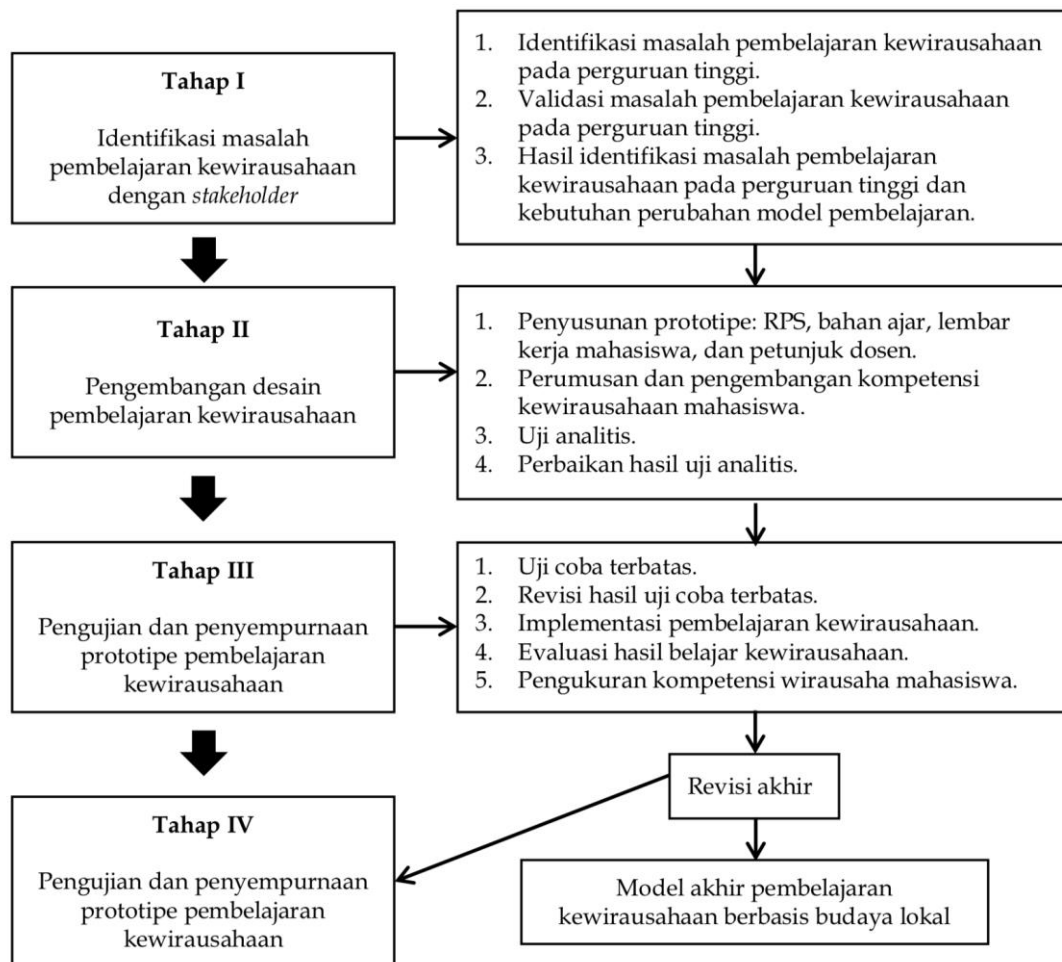 Tahap I
Identifikasi masalah
pembelajaran kewirausahaan
dengan stakeholder
1. Identifikasi masalah pembelajaran kewirausahaan
pada perguruan tinggi.
2. Validasi masalah pembelajaran kewirausahaan
pada perguruan tinggi.
3. Hasil identifikasi masalah pembelajaran
kewirausahaan pada perguruan tinggi dan
kebutuhan perubahan model pembelajaran.
Tahap II
Pengembangan desain
pembelajaran kewirausahaan
1. Penyusunan prototipe: RPS, bahan ajar, lembar
kerja mahasiswa, dan petunjuk dosen.
2. Perumusan dan pengembangan kompetensi
kewirausahaan mahasiswa.
3. Uji analitis.
4. Perbaikan hasil uji analitis.
Tahap III
Pengujian dan penyempurnaan
prototipe pembelajaran
kewirausahaan
1. Uji coba terbatas.
2. Revisi hasil uji coba terbatas.
3. Implementasi pembelajaran kewirausahaan.
4. Evaluasi hasil belajar kewirausahaan.
5. Pengukuran kompetensi wirausaha mahasiswa.
Revisi akhir
Tahap IV
Pengujian dan penyempurnaan
prototipe pembelajaran
kewirausahaan
Model akhir pembelajaran
kewirausahaan berbasis budaya lokal